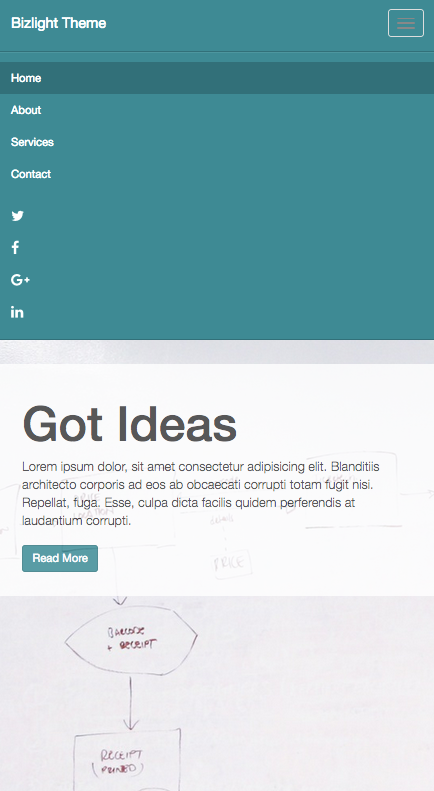 Bizlight Theme
Home
About
Services
Contact
Got Ideas
Lorem ipsum dolor, sit amet consectetur adipisicing elit. Blanditiis
architecto corporis ad eos ab obcaecati corrupti totam fugit nisi.
Repellat, fuga. Esse, culpa dicta facilis quidem perferendis at
laudantium corrupti.
PRICE
Read More
BARCODE
+ RECEIPT
RECEIPT
(PRINTED)